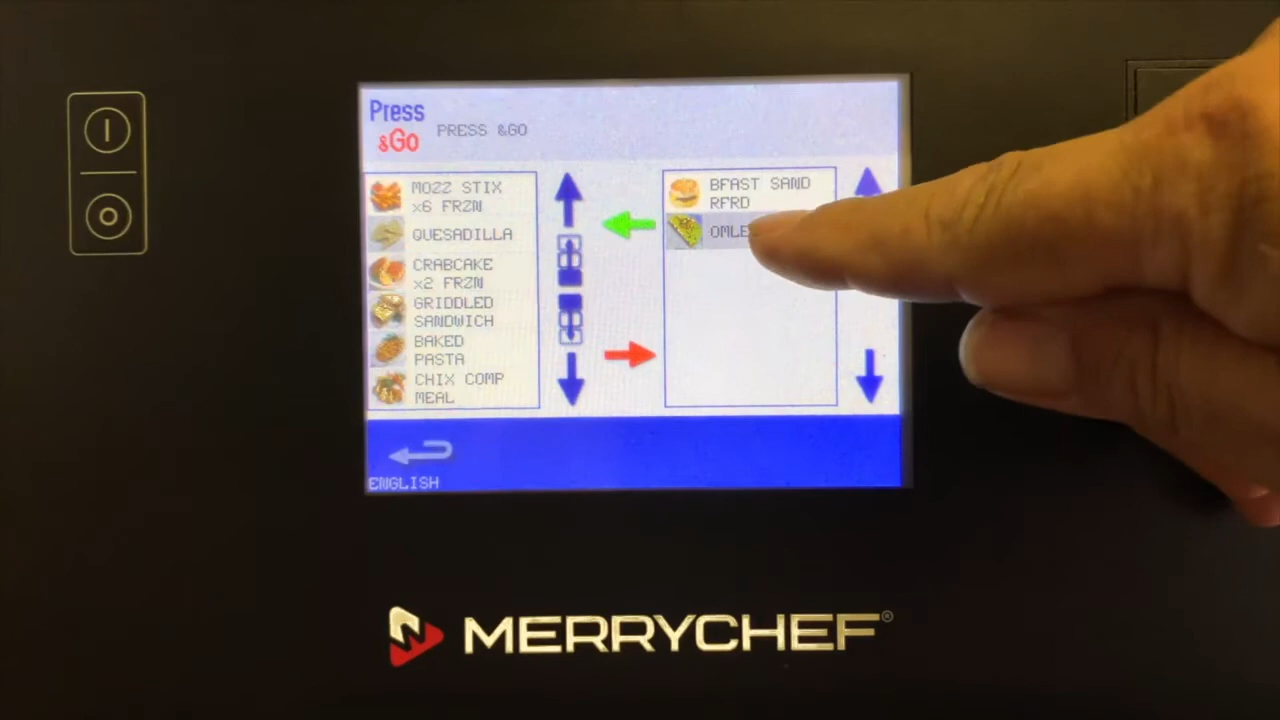 Press
&Go
PRESS &GO
MOZZ STIX
x6 FRZN
QUESADILLA
CRABCAKE
x2 FRZN
GRIDDLED
SANDWICH
BAKED
PASTA
CHIX COMP
MEAL
BFAST SAND
RFRD
ENGLISH
MERRYCHEF®